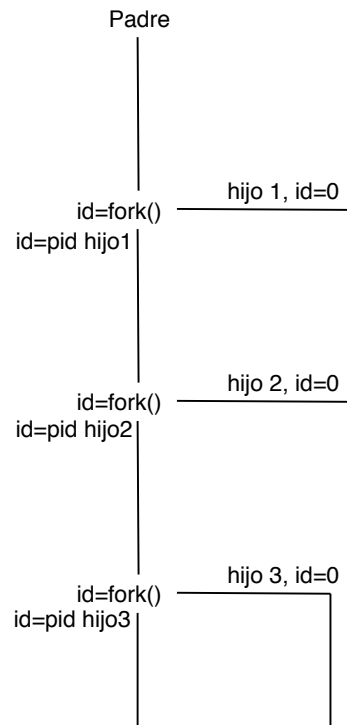 Padre
hijo 1, id=0
id=fork()
id=pid hijo1
hijo 2, id=0
id=fork()
id=pid hijo2
hijo 3, id=0
id=fork()
id=pid hijo3